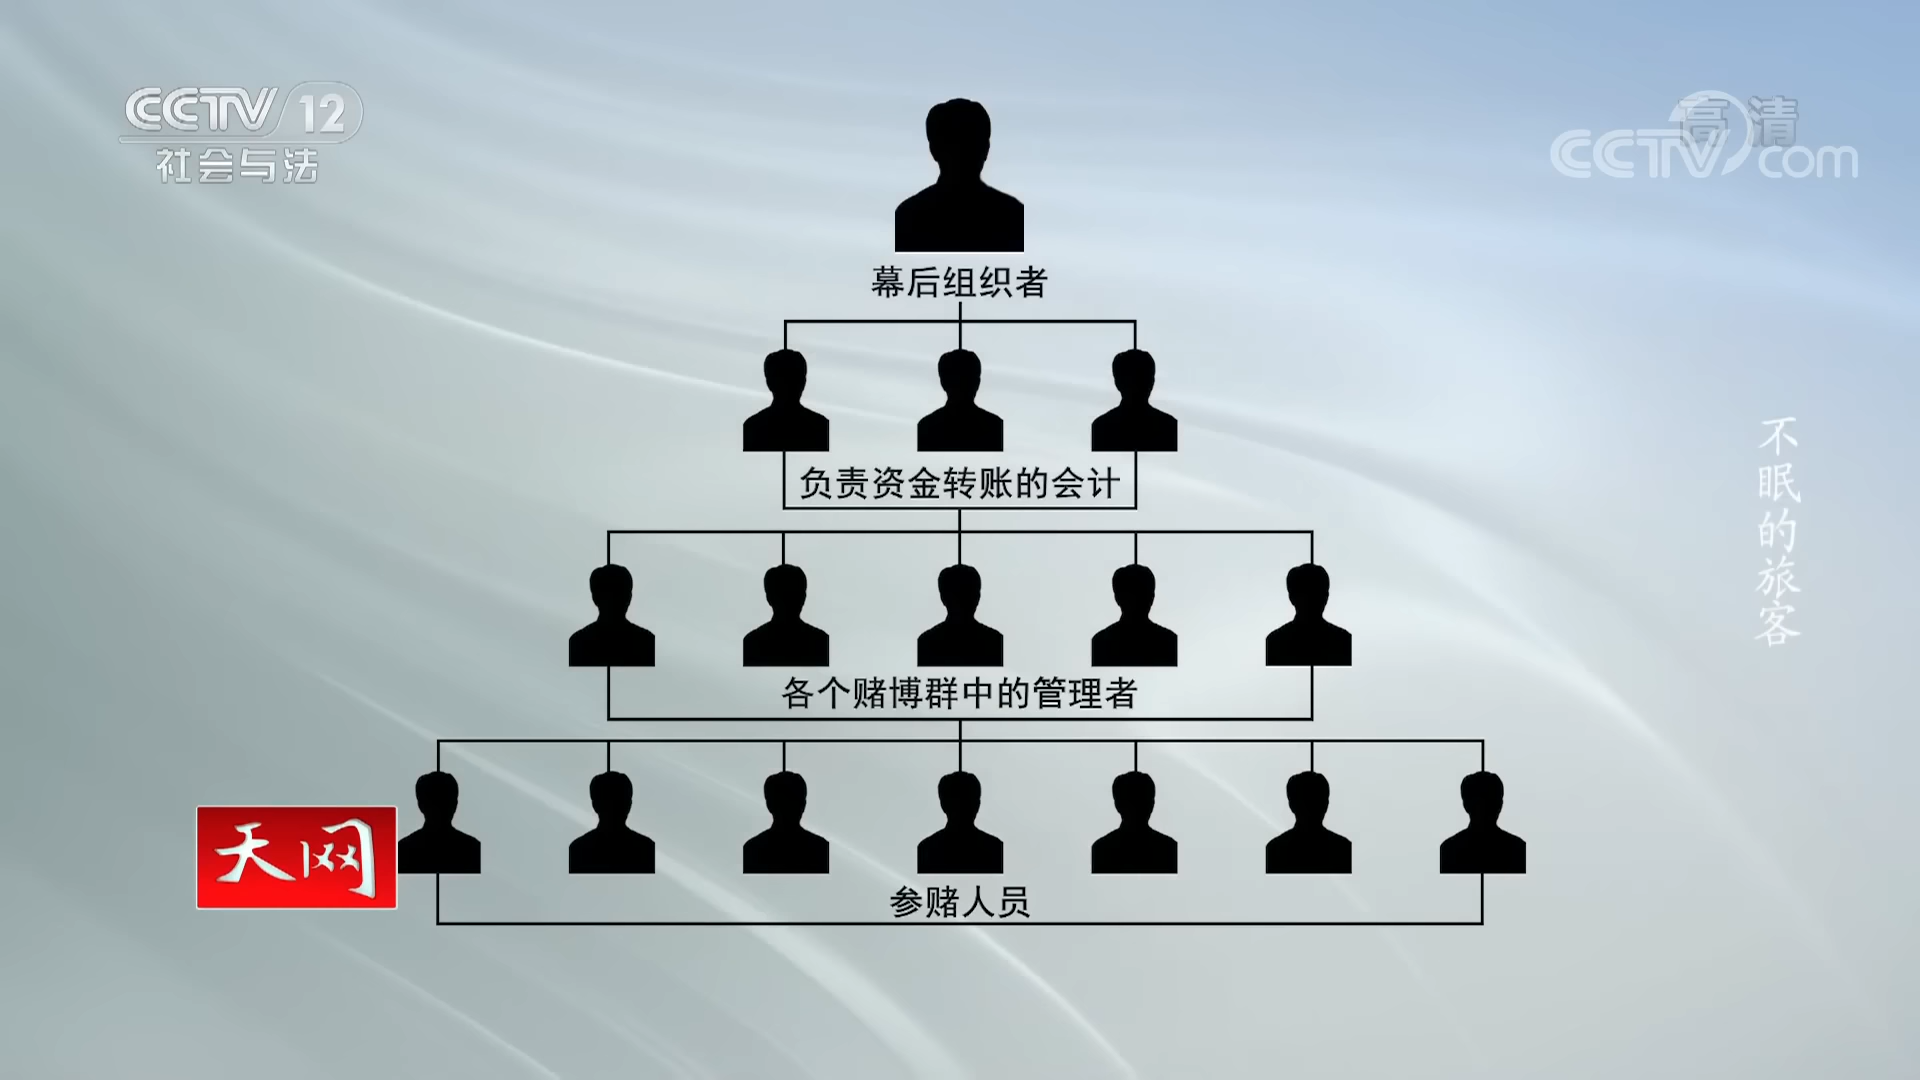 CCTV 12
社会与法
高清
CCTV.com
幕后组织者
负责资金转账的会计
各个赌博群中的管理者
参赌人员
天网
不眠的旅客